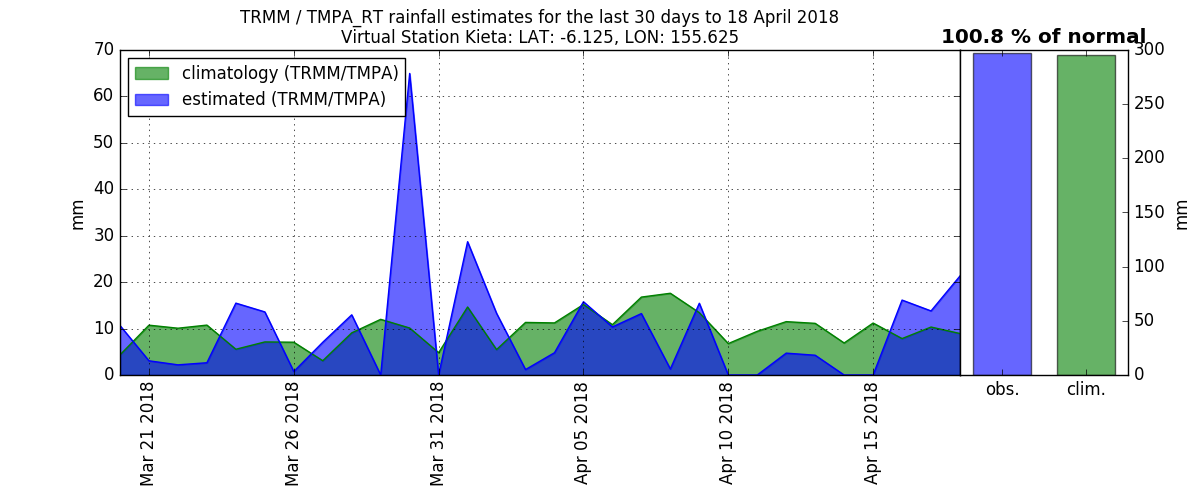 TRMM / TMPA_RT rainfall estimates for the last 30 days to 18 April 2018
Virtual Station Kieta: LAT: -6.125, LON: 155.625
100.8 % of normal
climatology (TRMM/TMPA)
estimated (TRMM/TMPA)
70
60
50
40
30
20
10
0
mm
300
250
200
150
100
50
0
mm
obs.
clim.
Mar 21 2018
Mar 26 2018
Mar 31 2018
Apr 05 2018
Apr 10 2018
Apr 15 2018